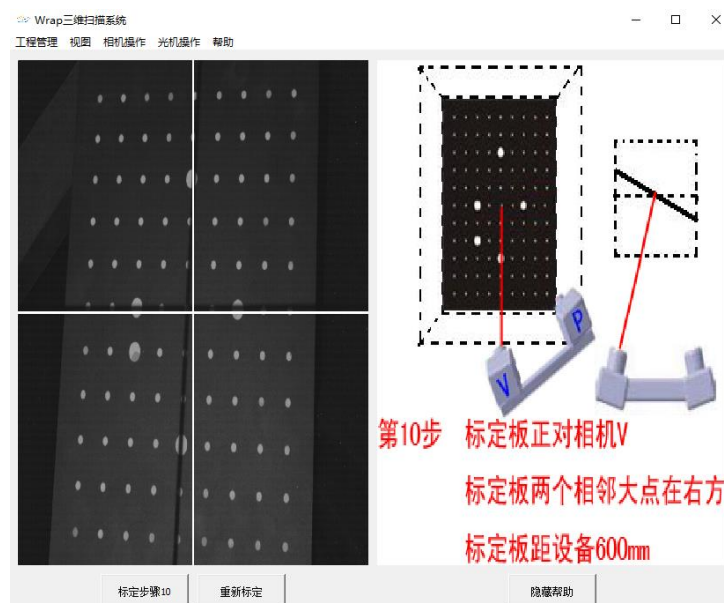 Wrap三维扫描系统
工程管理 视图 相机操作 光机操作 帮助
P
V
第10步 标定板正对相机V
标定板两个相邻大点在右方
标定板距设备600mm
标定步骤10 重新标定 隐藏帮助